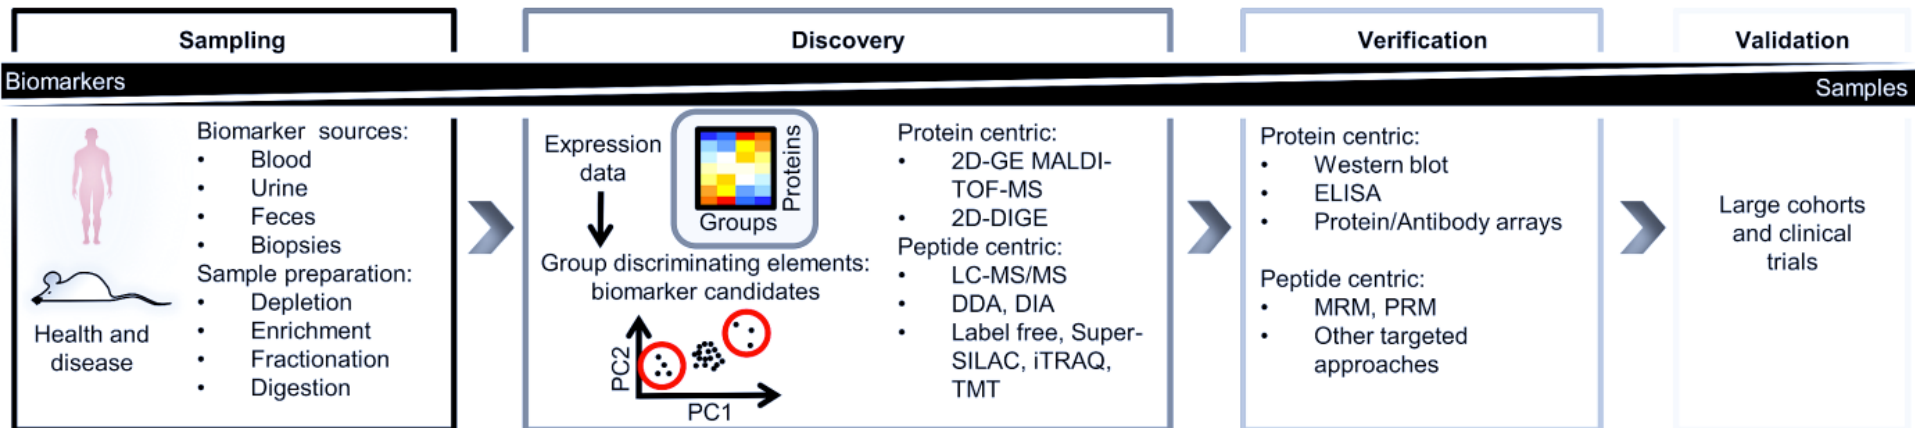 Sampling
Discovery
Verification
Validation
Biomarkers
Samples
Health and
disease
Biomarker sources:
• Blood
• Urine
• Feces
• Biopsies
Sample preparation:
• Depletion
• Enrichment
• Fractionation
• Digestion
Expression
data
Proteins
Groups
Group discriminating elements:
biomarker candidates
PC2
PC1
Protein centric:
• 2D-GE MALDI-
TOF-MS
• 2D-DIGE
Peptide centric:
• LC-MS/MS
• DDA, DIA
• Label free, Super-
SILAC, iTRAQ,
TMT
Protein centric:
• Western blot
• ELISA
• Protein/Antibody arrays
Peptide centric:
• MRM, PRM
• Other targeted
approaches
Large cohorts
and clinical
trials